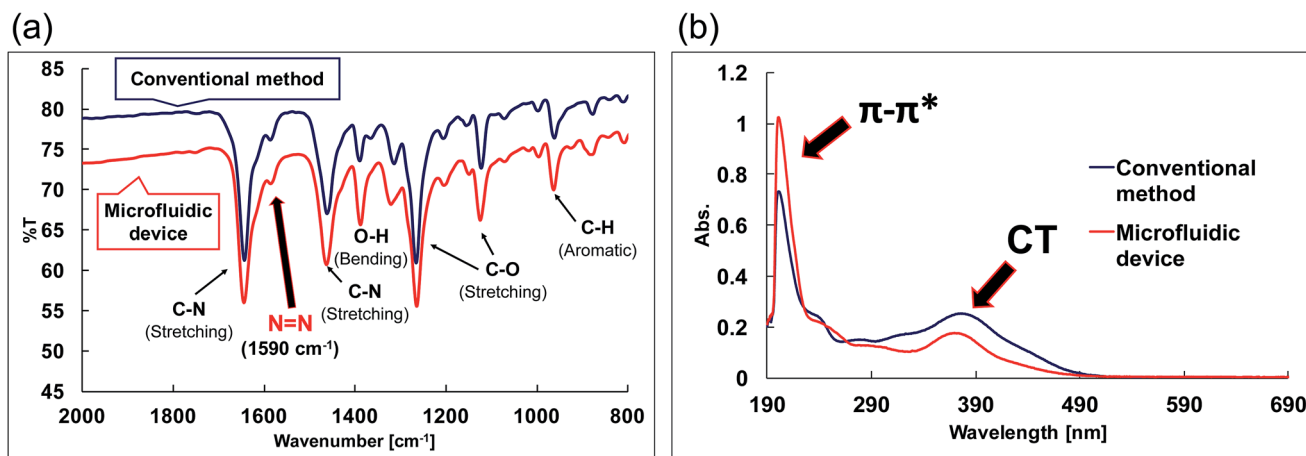 (a)
85
80
75
70
65
60
55
50
45
%T
Conventional
method
Microfluidic
device
C-N
(Stretching)
N=N
(1590 cm-1)
C-N
(Stretching)
O-H
(Bending)
C-O
(Stretching)
C-H
(Aromatic)
2000 1600 1400 1200 1000 800
Wavenumber [cm-1]
(b)
1.2
1
0.8
0.6
0.4
0.2
0
Abs.
π-π*
CT
Conventional
method
Microfluidic
device
190 290 390 490 590 690
Wavelength [nm]